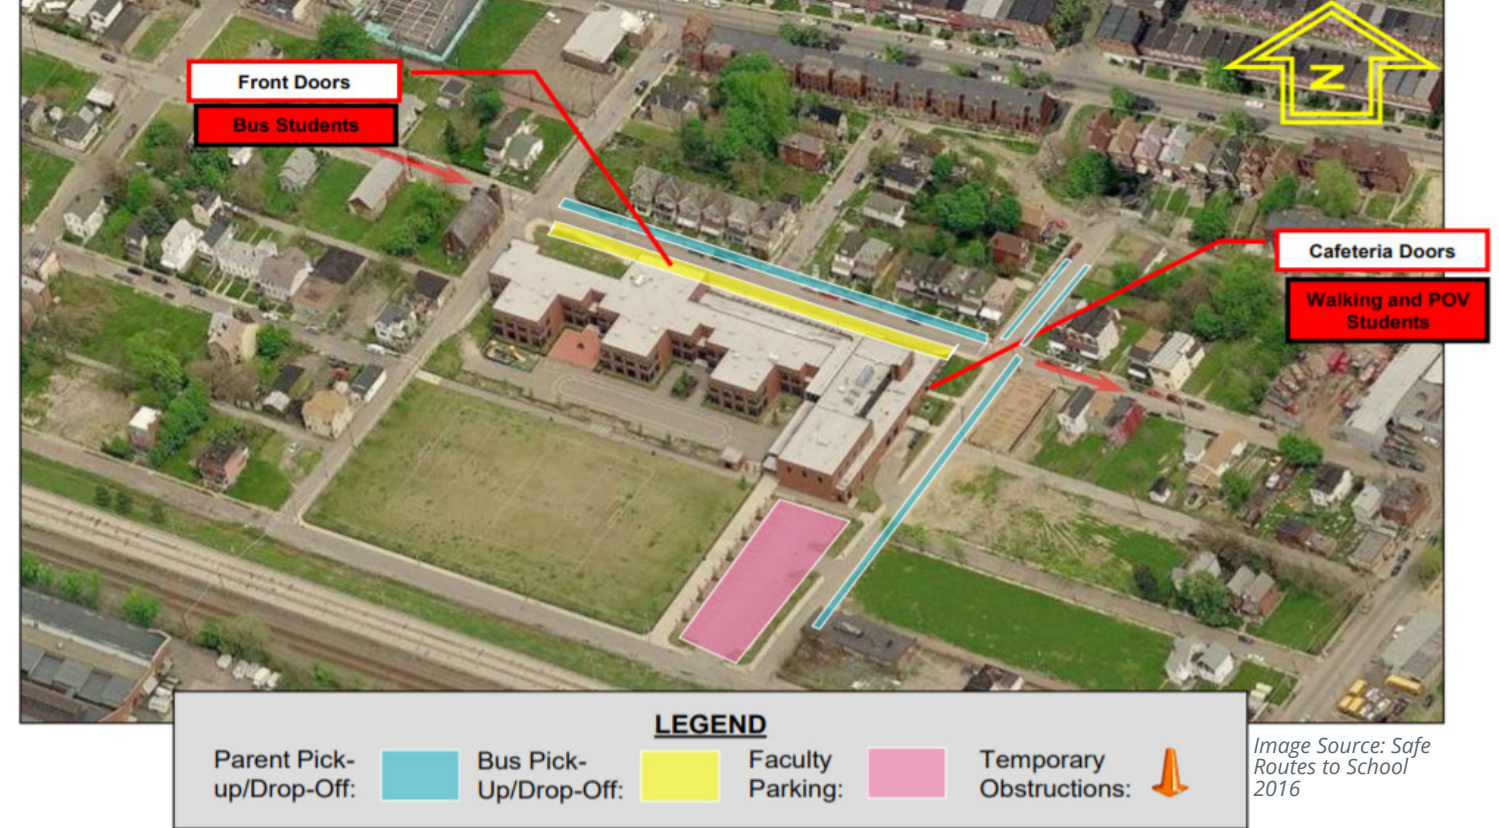 N
Front Doors
Bus Students
Cafeteria Doors
Walking and POV
Students
LEGEND
Parent Pick-
up/Drop-Off:
Bus Pick-
Up/Drop-Off:
Faculty
Parking:
Temporary
Obstructions:
Image Source: Safe
Routes to School
2016